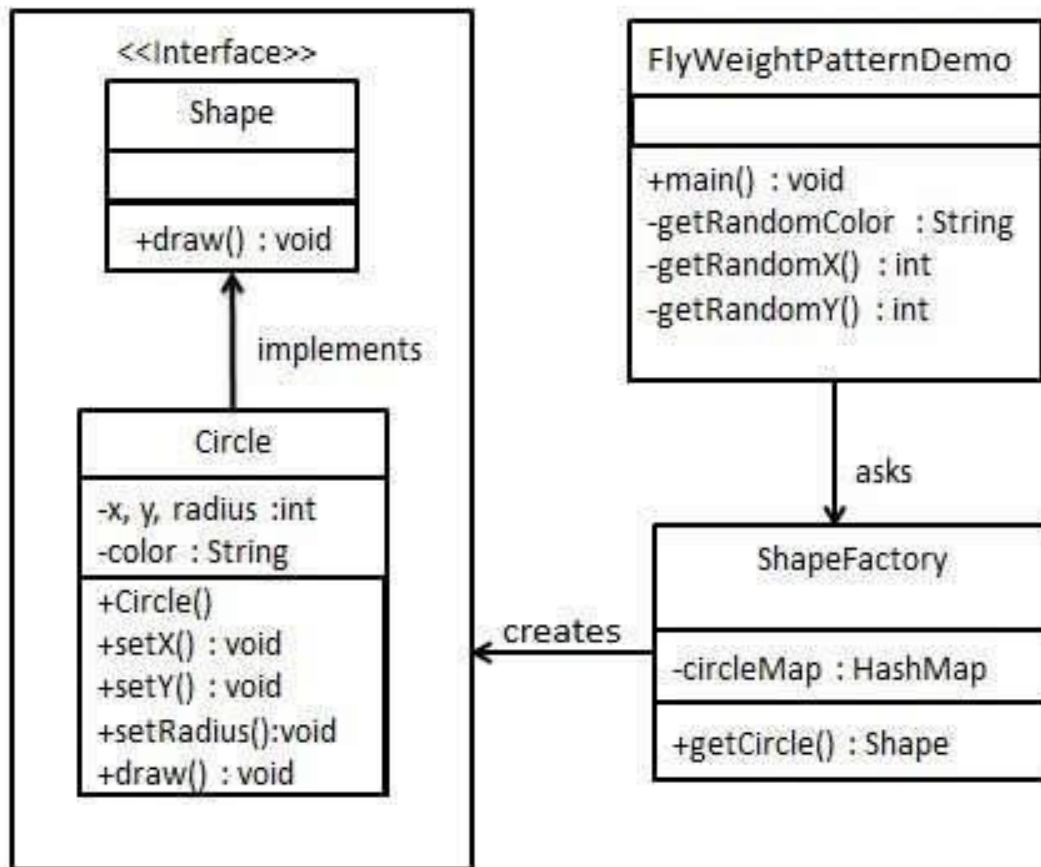 <<Interface>>
Shape
+draw() : void
implements
Circle
-x, y, radius :int
-color : String
+Circle()
+setX() : void
+setY() : void
+setRadius():void
+draw() : void
FlyWeightPatternDemo
+main() : void
-getRandomColor : String
-getRandomX() : int
-getRandomY() : int
asks
ShapeFactory
-circleMap : HashMap
+getCircle() : Shape
creates